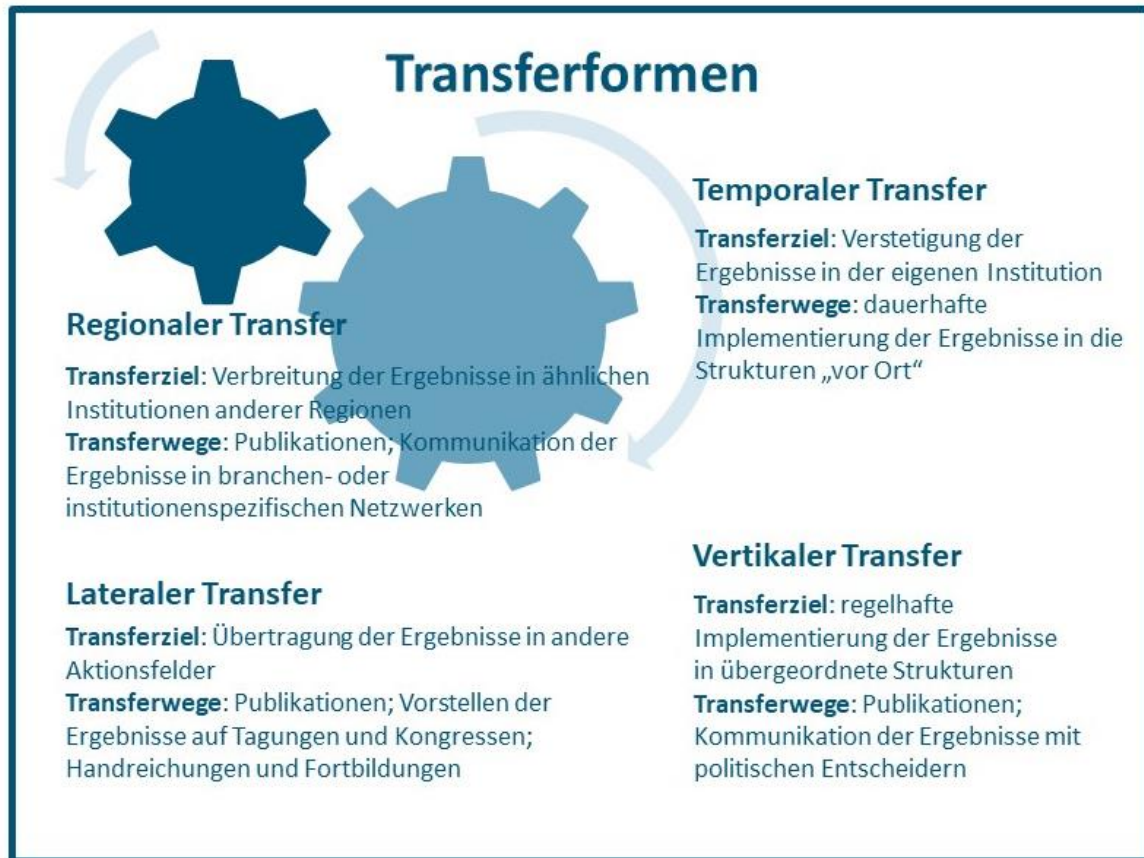 Transferformen
Regionaler Transfer
Transferziel: Verbreitung der Ergebnisse in ähnlichen
Institutionen anderer Regionen
Transferwege: Publikationen; Kommunikation der
Ergebnisse in branchen- oder
institutionenspezifischen Netzwerken
Lateraler Transfer
Transferziel: Übertragung der Ergebnisse in andere
Aktionsfelder
Transferwege: Publikationen; Vorstellen der
Ergebnisse auf Tagungen und Kongressen;
Handreichungen und Fortbildungen
Temporaler Transfer
Transferziel: Verstetigung der
Ergebnisse in der eigenen Institution
Transferwege: dauerhafte
Implementierung der Ergebnisse in die
Strukturen „vor Ort“
Vertikaler Transfer
Transferziel: regelhafte
Implementierung der Ergebnisse
in übergeordnete Strukturen
Transferwege: Publikationen;
Kommunikation der Ergebnisse mit
politischen Entscheidern